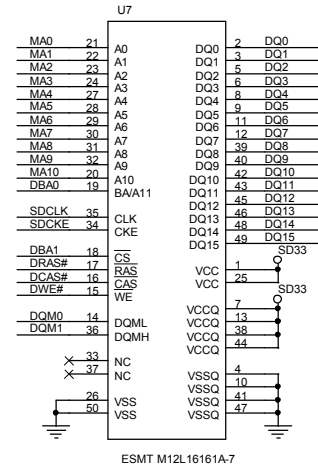 U7
MA0 21 A0 DQ0 2 DQ0
MA1 22 A1 DQ1 3 DQ1
MA2 23 A2 DQ2 5 DQ2
MA3 24 A3 DQ3 6 DQ3
MA4 27 A4 DQ4 8 DQ4
MA5 28 A5 DQ5 9 DQ5
MA6 29 A6 DQ6 11 DQ6
MA7 30 A7 DQ7 12 DQ7
MA8 31 A8 DQ8 39 DQ8
MA9 32 A9 DQ9 40 DQ9
MA10 20 A10 DQ10 42 DQ10
DBA0 19 BA/A11 DQ11 43 DQ11
DQ12 45 DQ12
SDCLK 35 CLK DQ13 46 DQ13
SDCKE 34 CKE DQ14 48 DQ14
DQ15 49 DQ15
SD33
DBA1 18 CS
DRAS# 17 RAS VCC 1
DCAS# 16 CAS VCC 25
DWE# 15 WE
SD33
VCCQ 7
DQM0 14 DQML VCCQ 13
DQM1 36 DQMH VCCQ 38
VCCQ 44
33 NC
37 NC VSSQ 4
VSSQ 10
26 VSS VSSQ 41
50 VSS VSSQ 47
ESMT M12L16161A-7